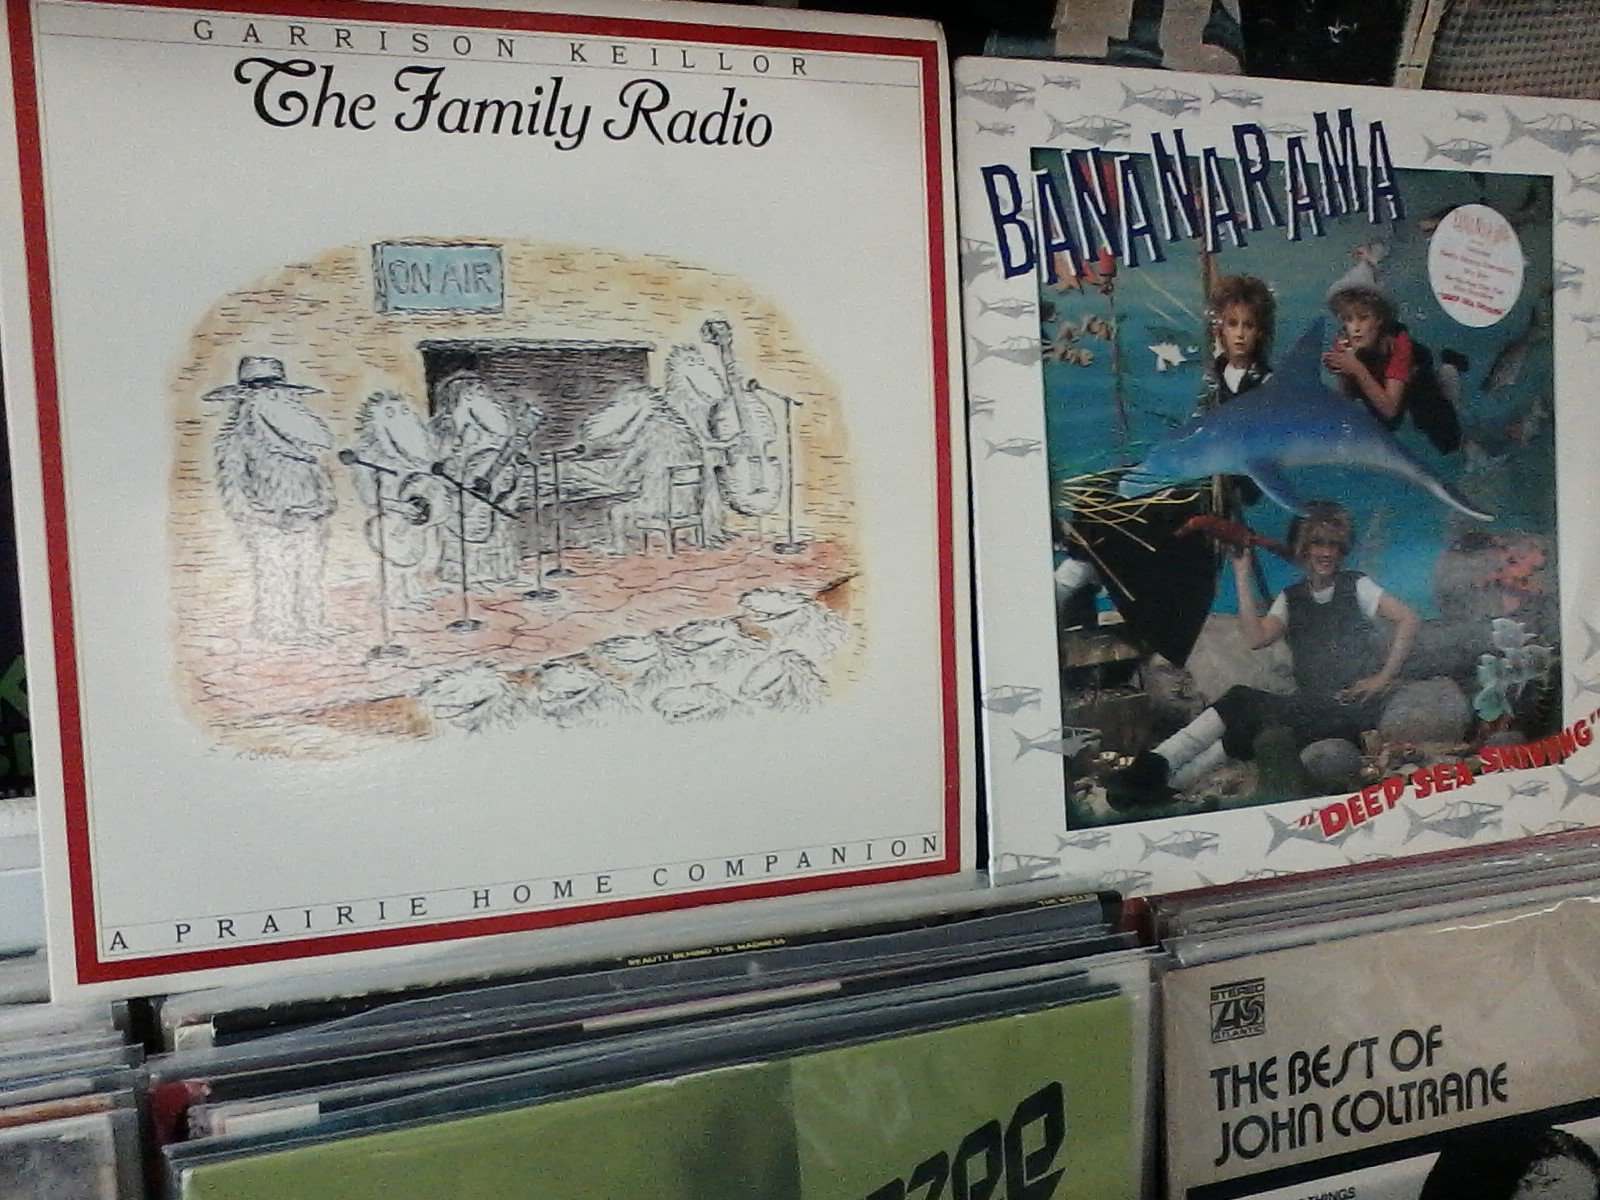 GARRISON KEILLOR
The Family Radio
ON AIR
A PRAIRIE HOME COMPANION
BANANARAMA
"DEEP SEA SKIVING"
BEAUTY BEHIND THE MADNESS
STEREO
ATLANTIC
THE BEST OF
JOHN COLTRANE
THINGS